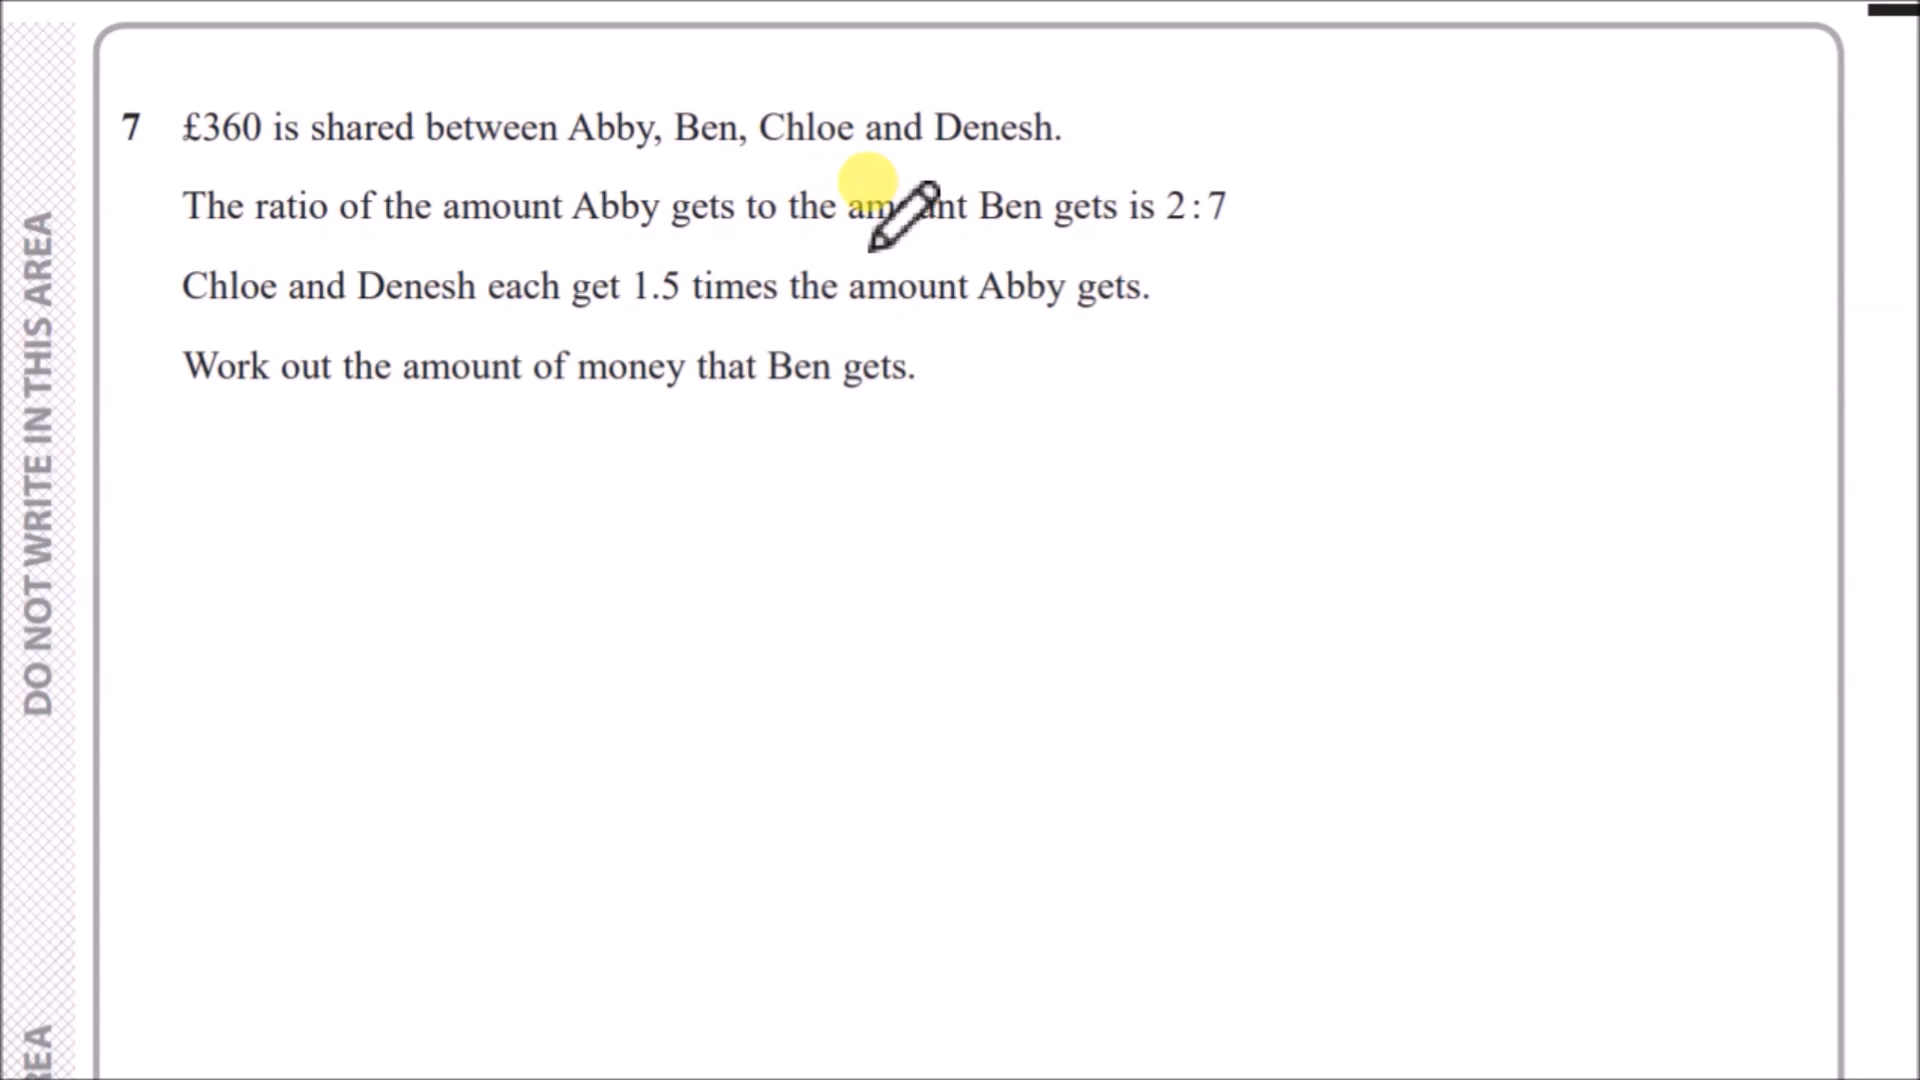 7 £360 is shared between Abby, Ben, Chloe and Denesh.
The ratio of the amount Abby gets to the amount Ben gets is 2 : 7
Chloe and Denesh each get 1.5 times the amount Abby gets.
Work out the amount of money that Ben gets.
DO NOT WRITE IN THIS AREA
REA